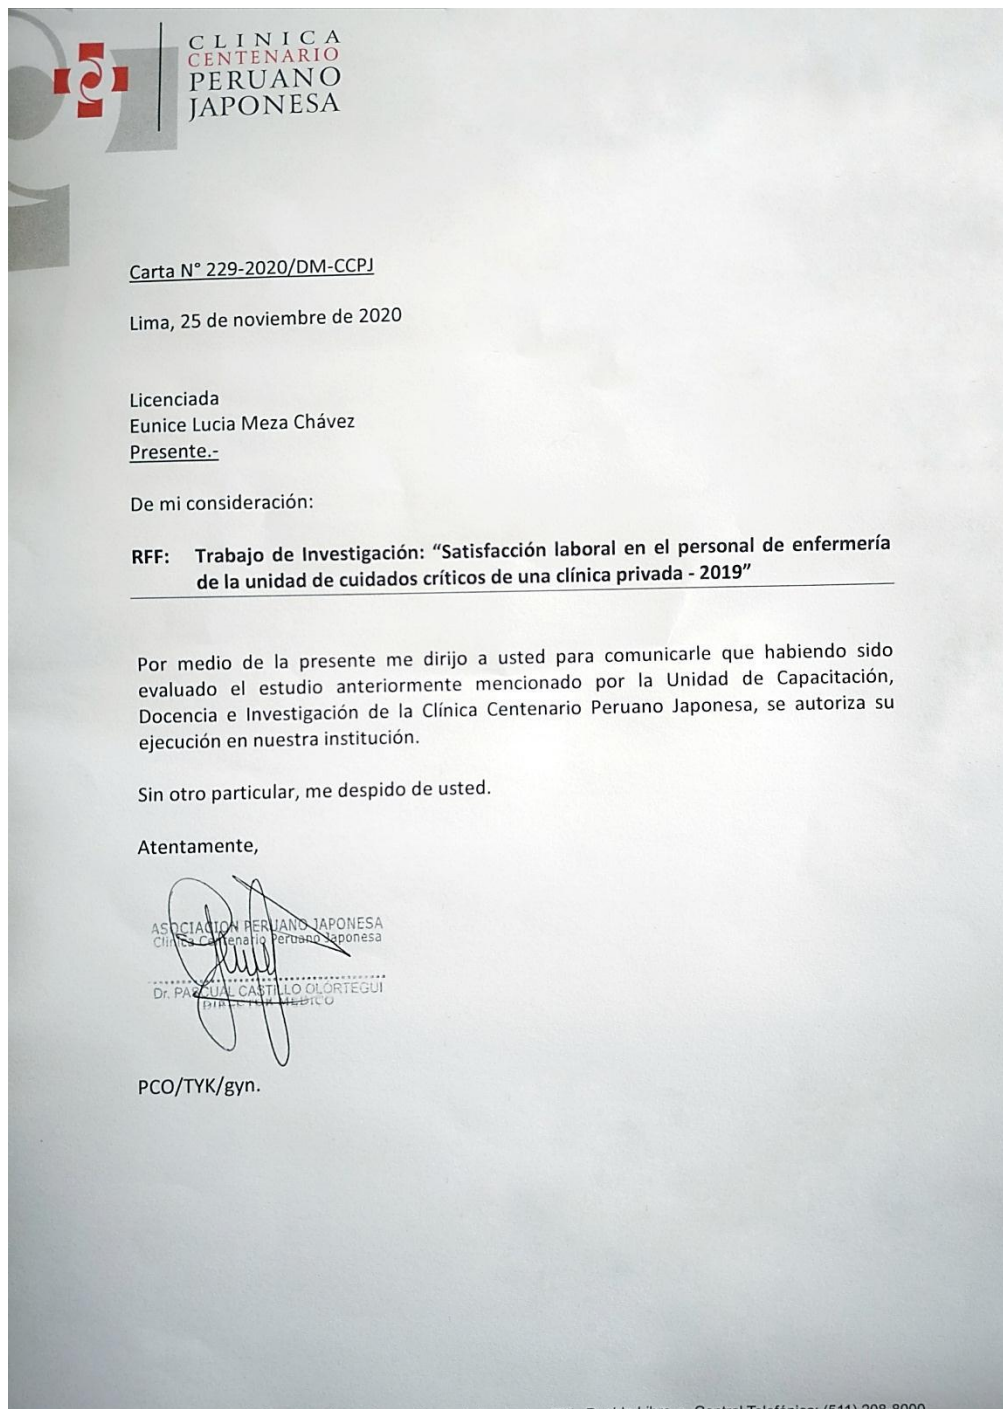 CLINICA
CENTENARIO
PERUANO
JAPONESA
Carta N° 229-2020/DM-CCPJ
Lima, 25 de noviembre de 2020
Licenciada
Eunice Lucia Meza Chávez
Presente.-
De mi consideración:
RFF: Trabajo de Investigación: “Satisfacción laboral en el personal de enfermería
de la unidad de cuidados críticos de una clínica privada - 2019”
Por medio de la presente me dirijo a usted para comunicarle que habiendo sido
evaluado el estudio anteriormente mencionado por la Unidad de Capacitación,
Docencia e Investigación de la Clínica Centenario Peruano Japonesa, se autoriza su
ejecución en nuestra institución.
Sin otro particular, me despido de usted.
Atentamente,
ASOCIACION PERUANO JAPONESA
Clinica Centenario Peruano Japonesa
Dr. PASCUAL CASTILLO OLORTEGUI
DIRECTOR MEDICO
PCO/TYK/gyn.